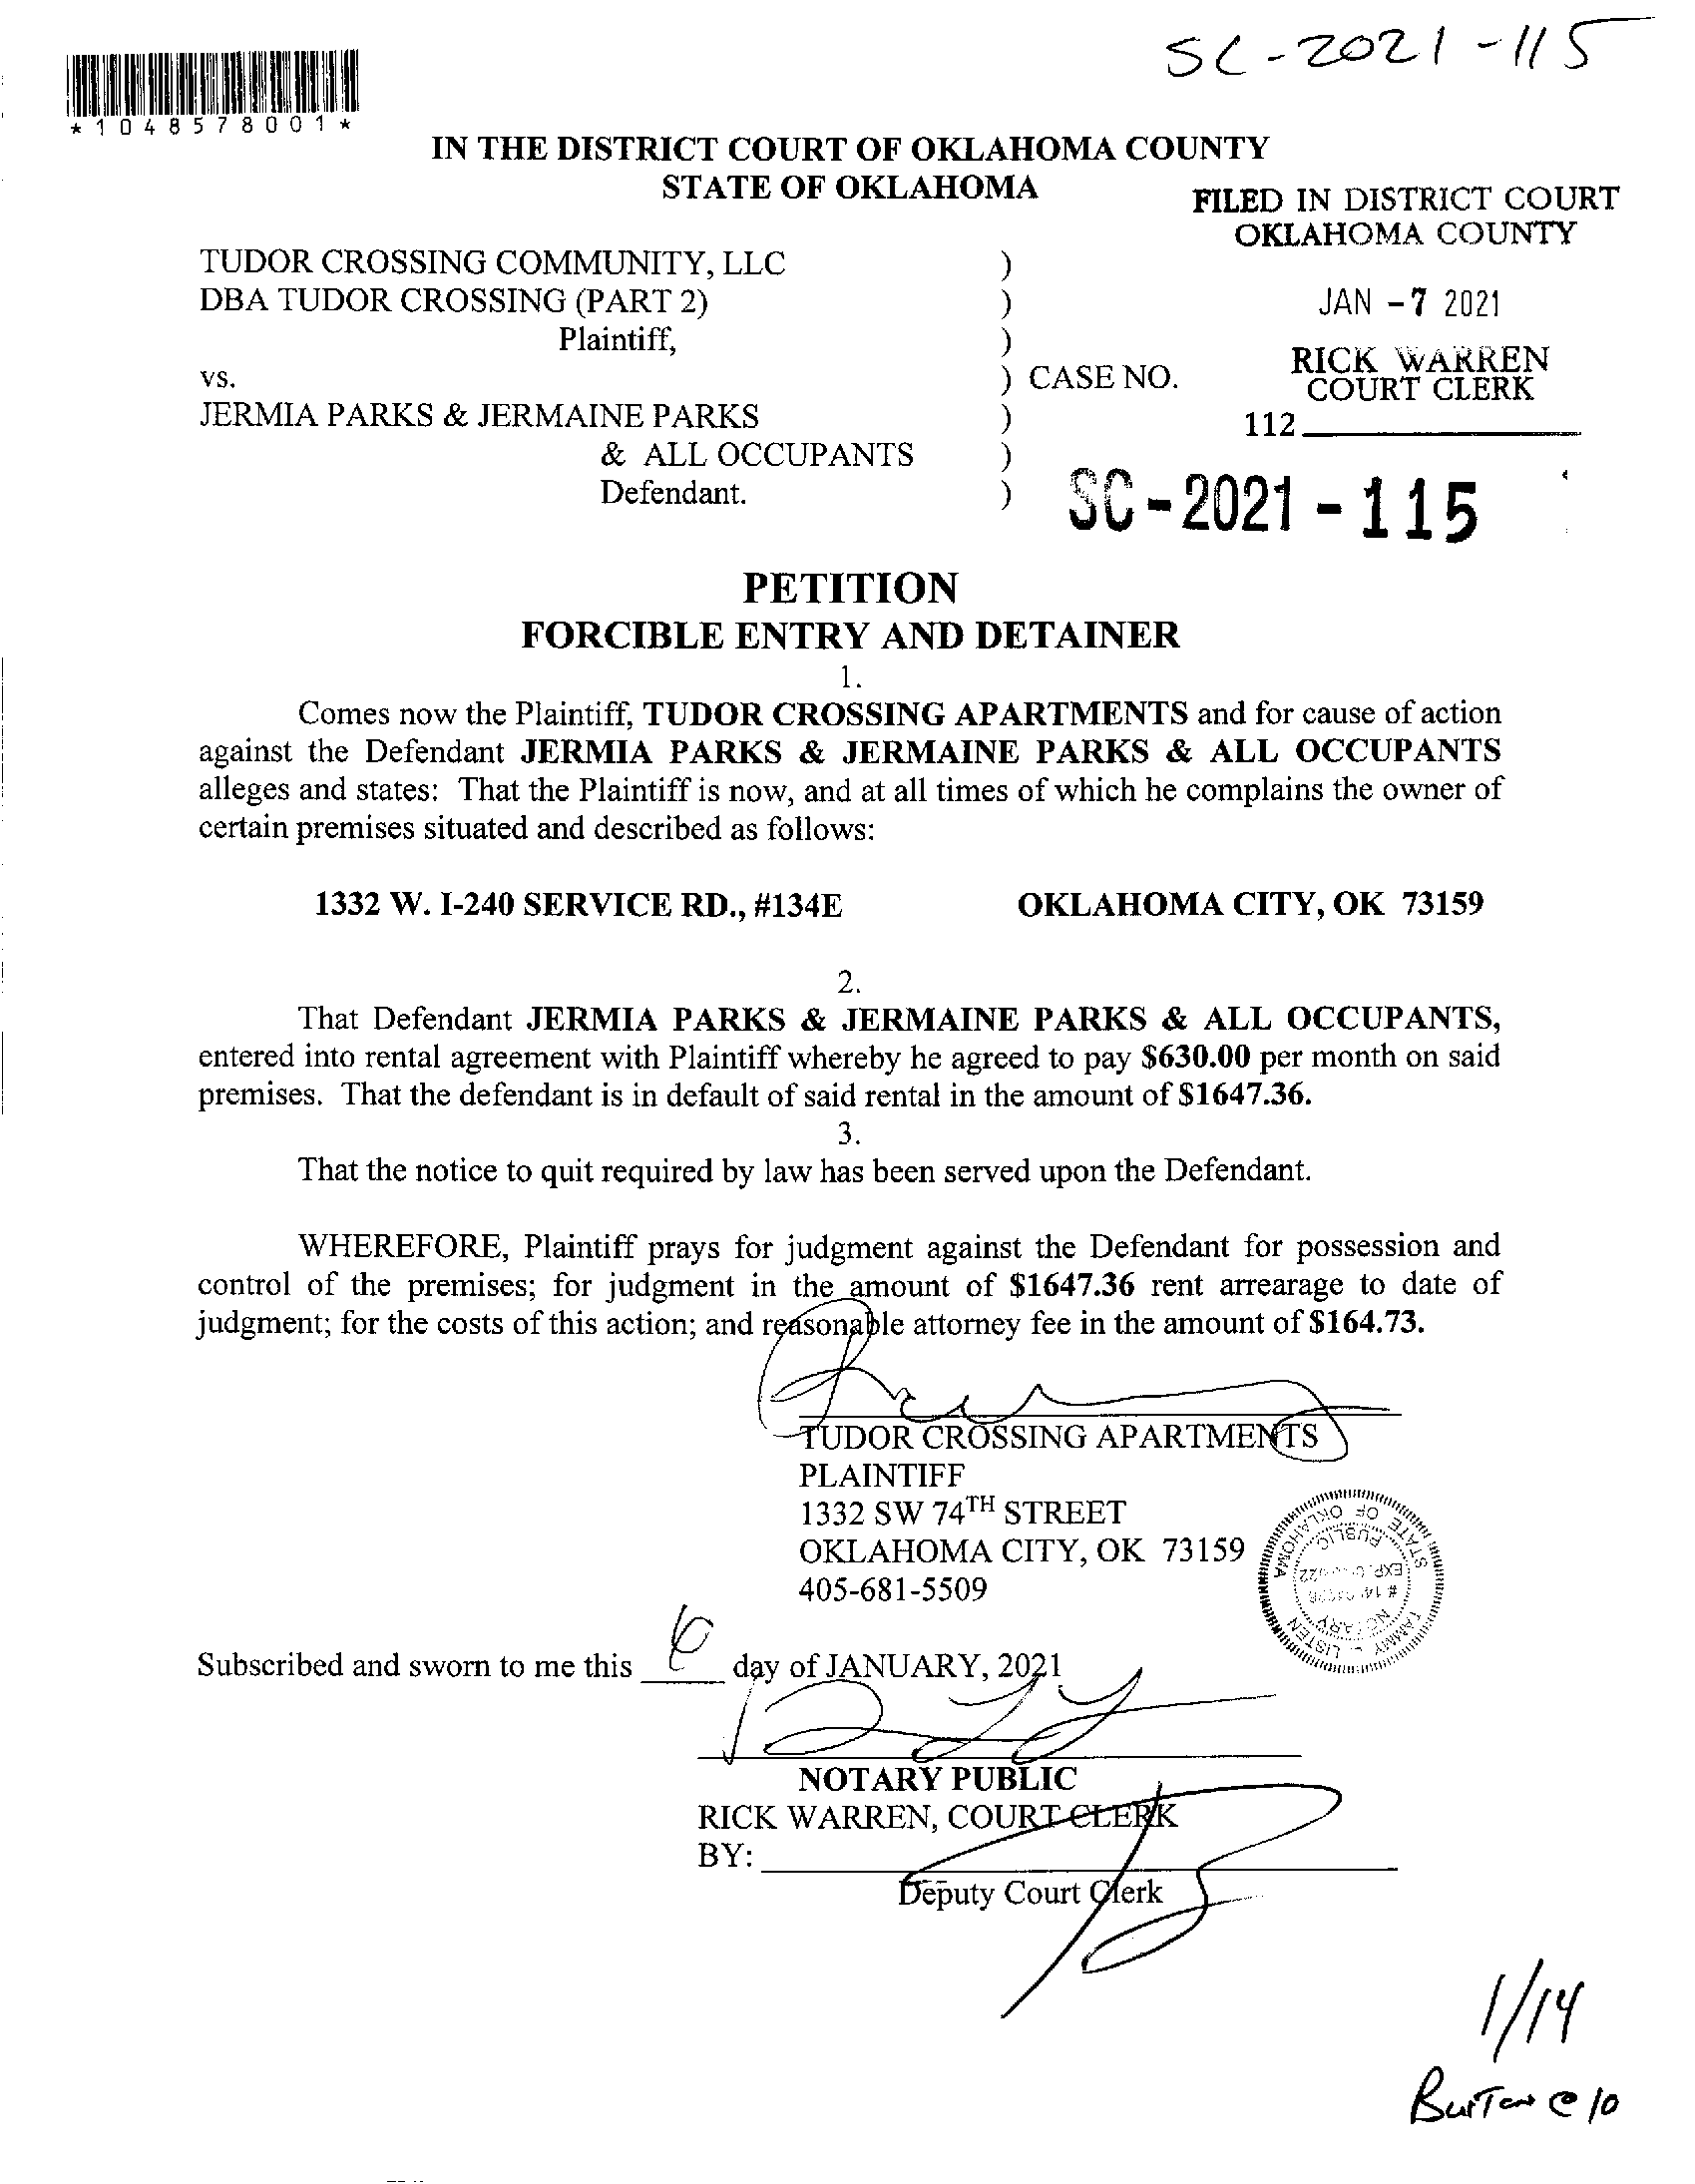 SC-2021-115
*1048578001*
IN THE DISTRICT COURT OF OKLAHOMA COUNTY
STATE OF OKLAHOMA
FILED IN DISTRICT COURT
OKLAHOMA COUNTY
JAN -7 2021
RICK WARREN
COURT CLERK
112
TUDOR CROSSING COMMUNITY, LLC )
DBA TUDOR CROSSING (PART 2) )
Plaintiff, )
vs. ) CASE NO.
JERMIA PARKS & JERMAINE PARKS )
& ALL OCCUPANTS )
Defendant. )
SC-2021-115
PETITION
FORCIBLE ENTRY AND DETAINER
1.
Comes now the Plaintiff, TUDOR CROSSING APARTMENTS and for cause of action
against the Defendant JERMIA PARKS & JERMAINE PARKS & ALL OCCUPANTS
alleges and states: That the Plaintiff is now, and at all times of which he complains the owner of
certain premises situated and described as follows:
1332 W. I-240 SERVICE RD., #134E OKLAHOMA CITY, OK 73159
2.
That Defendant JERMIA PARKS & JERMAINE PARKS & ALL OCCUPANTS,
entered into rental agreement with Plaintiff whereby he agreed to pay $630.00 per month on said
premises. That the defendant is in default of said rental in the amount of $1647.36.
3.
That the notice to quit required by law has been served upon the Defendant.
WHEREFORE, Plaintiff prays for judgment against the Defendant for possession and
control of the premises; for judgment in the amount of $1647.36 rent arrearage to date of
judgment; for the costs of this action; and reasonable attorney fee in the amount of $164.73.
TUDOR CROSSING APARTMENTS
PLAINTIFF
1332 SW 74TH STREET
OKLAHOMA CITY, OK 73159
405-681-5509
TAMMY L. LISTEN
NOTARY
EXP.
PUBLIC
STATE OF OKLAHOMA
Subscribed and sworn to me this 6 day of JANUARY, 2021
NOTARY PUBLIC
RICK WARREN, COURT CLERK
BY:
Deputy Court Clerk
1/14
Burton @ 10